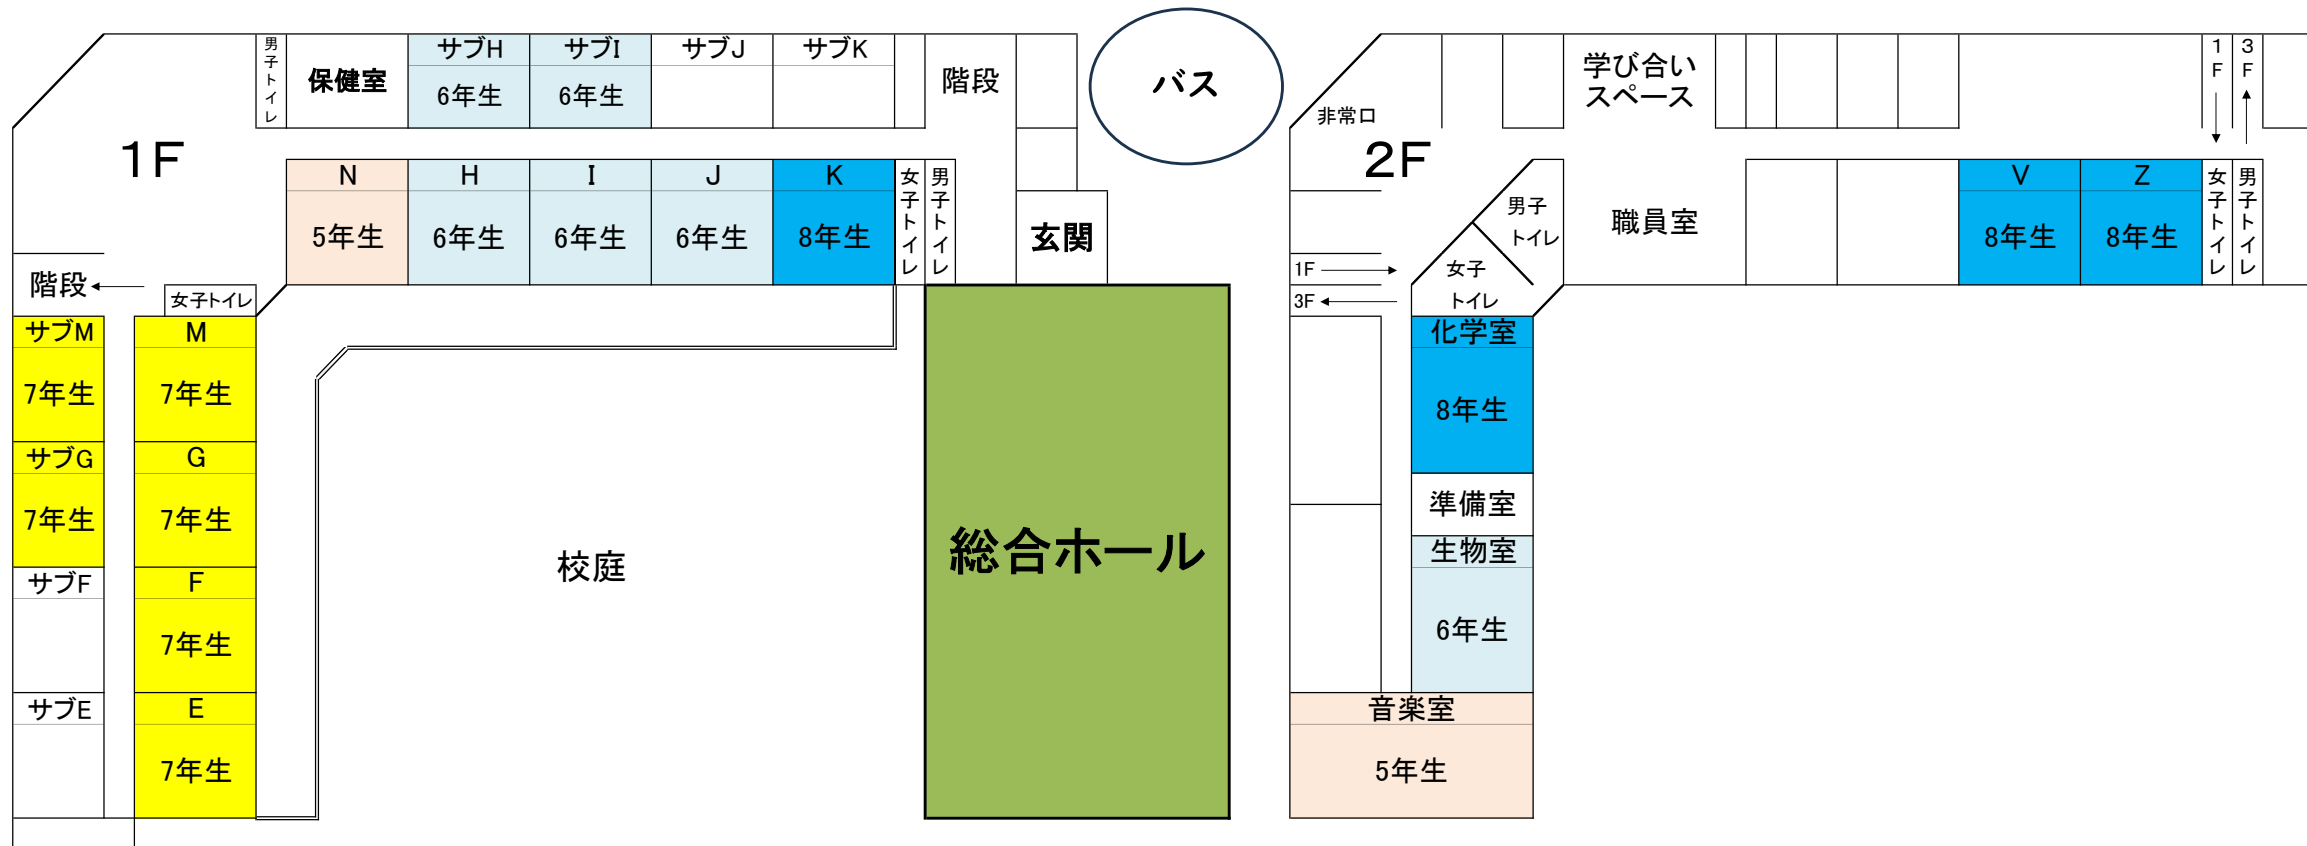 男子トイレ
保健室
サブH
6年生
サブI
6年生
サブJ
サブK
階段
バス
1F
N
5年生
H
6年生
I
6年生
J
6年生
K
8年生
女子トイレ
男子トイレ
玄関
階段
女子トイレ
サブM
7年生
M
7年生
サブG
7年生
G
7年生
サブF
F
7年生
サブE
E
7年生
校庭
総合ホール
非常口
2F
学び合い
スペース
1F
3F
男子
トイレ
職員室
V
8年生
Z
8年生
女子トイレ
男子トイレ
1F
3F
女子
トイレ
化学室
8年生
準備室
生物室
6年生
音楽室
5年生